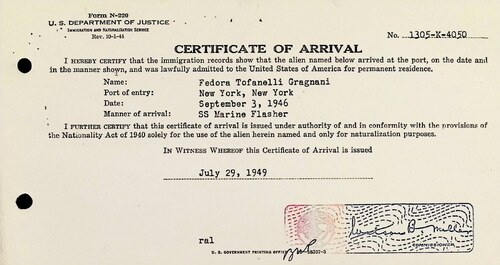 Form N-220
U. S. DEPARTMENT OF JUSTICE
IMMIGRATION AND NATURALIZATION SERVICE
Rev. 10-1-44
No. 1305-K-4050
CERTIFICATE OF ARRIVAL
I HEREBY CERTIFY that the immigration records show that the alien named below arrived at the port, on the date and
in the manner shown, and was lawfully admitted to the United States of America for permanent residence.
Name: Fedora Tofanelli Gragnani
Port of entry: New York, New York
Date: September 3, 1946
Manner of arrival: SS Marine Flasher
I FURTHER CERTIFY that this certificate of arrival is issued under authority of and in conformity with the provisions of
the Nationality Act of 1940 solely for the use of the alien herein named and only for naturalization purposes.
IN WITNESS WHEREOF this Certificate of Arrival is issued
July 29, 1949
COMMISSIONER
ral
U. S. GOVERNMENT PRINTING OFFICE